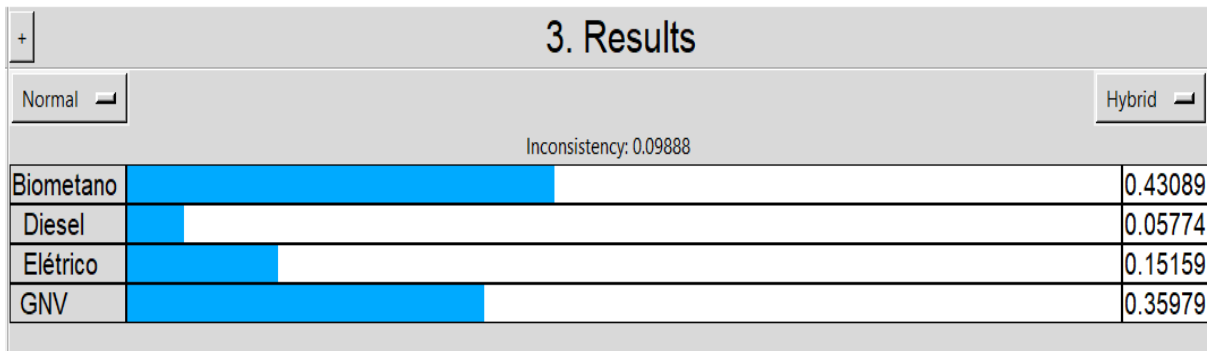 + 3. Results
Normal Hybrid
Inconsistency: 0.09888
Biometano 0.43089
Diesel 0.05774
Elétrico 0.15159
GNV 0.35979